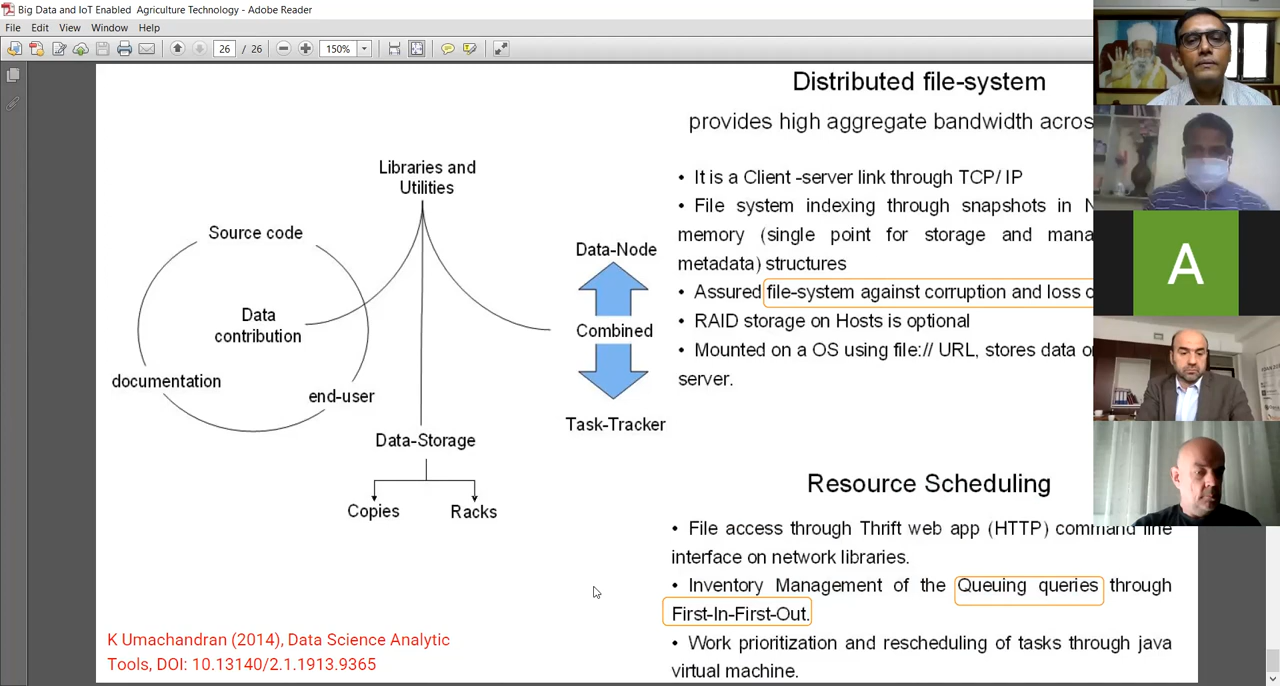 Big Data and IoT Enabled Agriculture Technology - Adobe Reader
File Edit View Window Help
26 / 26 150%
Distributed file-system
provides high aggregate bandwidth acros
Libraries and
Utilities
• It is a Client -server link through TCP/ IP
• File system indexing through snapshots in N
memory (single point for storage and mana
metadata) structures
• Assured file-system against corruption and loss o
• RAID storage on Hosts is optional
• Mounted on a OS using file:// URL, stores data o
server.
Source code
Data
contribution
documentation
end-user
Data-Node
Combined
Task-Tracker
Data-Storage
Copies Racks
Resource Scheduling
• File access through Thrift web app (HTTP) command line
interface on network libraries.
• Inventory Management of the Queuing queries through
First-In-First-Out.
• Work prioritization and rescheduling of tasks through java
virtual machine.
K Umachandran (2014), Data Science Analytic
Tools, DOI: 10.13140/2.1.1913.9365
A